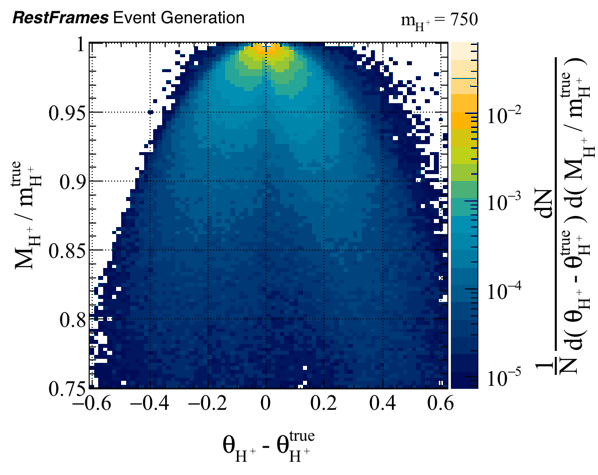 RestFrames Event Generation
m_{H^+} = 750
1
0.95
0.9
0.85
0.8
0.75
−0.6 −0.4 −0.2 0 0.2 0.4 0.6
θ_{H^+} - θ_{H^+}^{true}
M_{H^+} / m_{H^+}^{true}
10^{-2}
10^{-3}
10^{-4}
10^{-5}
1 dN
N d( θ_{H^+} - θ_{H^+}^{true} ) d( M_{H^+} / m_{H^+}^{true} )